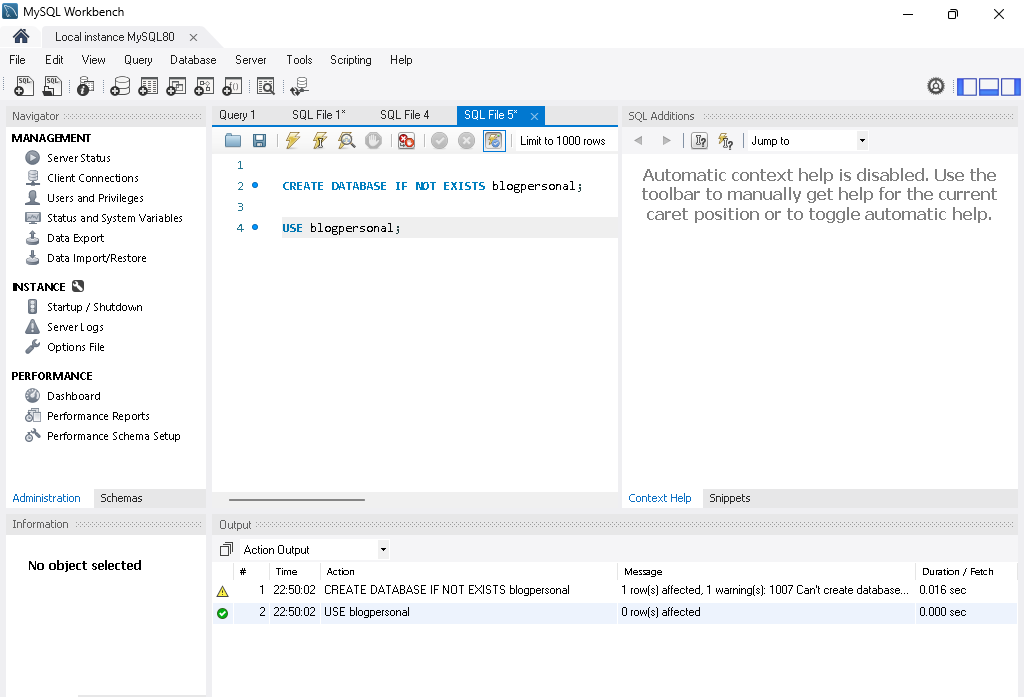 MySQL Workbench
Local instance MySQL80
File Edit View Query Database Server Tools Scripting Help
Navigator
MANAGEMENT
Server Status
Client Connections
Users and Privileges
Status and System Variables
Data Export
Data Import/Restore
INSTANCE
Startup / Shutdown
Server Logs
Options File
PERFORMANCE
Dashboard
Performance Reports
Performance Schema Setup
Administration Schemas
Information
No object selected
Query 1 SQL File 1* SQL File 4 SQL File 5*
Limit to 1000 rows
1
2 CREATE DATABASE IF NOT EXISTS blogpersonal;
3
4 USE blogpersonal;
SQL Additions
Jump to
Automatic context help is disabled. Use the
toolbar to manually get help for the current
caret position or to toggle automatic help.
Context Help Snippets
Output
Action Output
# Time Action Message Duration / Fetch
1 22:50:02 CREATE DATABASE IF NOT EXISTS blogpersonal 1 row(s) affected, 1 warning(s): 1007 Can't create database... 0.016 sec
2 22:50:02 USE blogpersonal 0 row(s) affected 0.000 sec